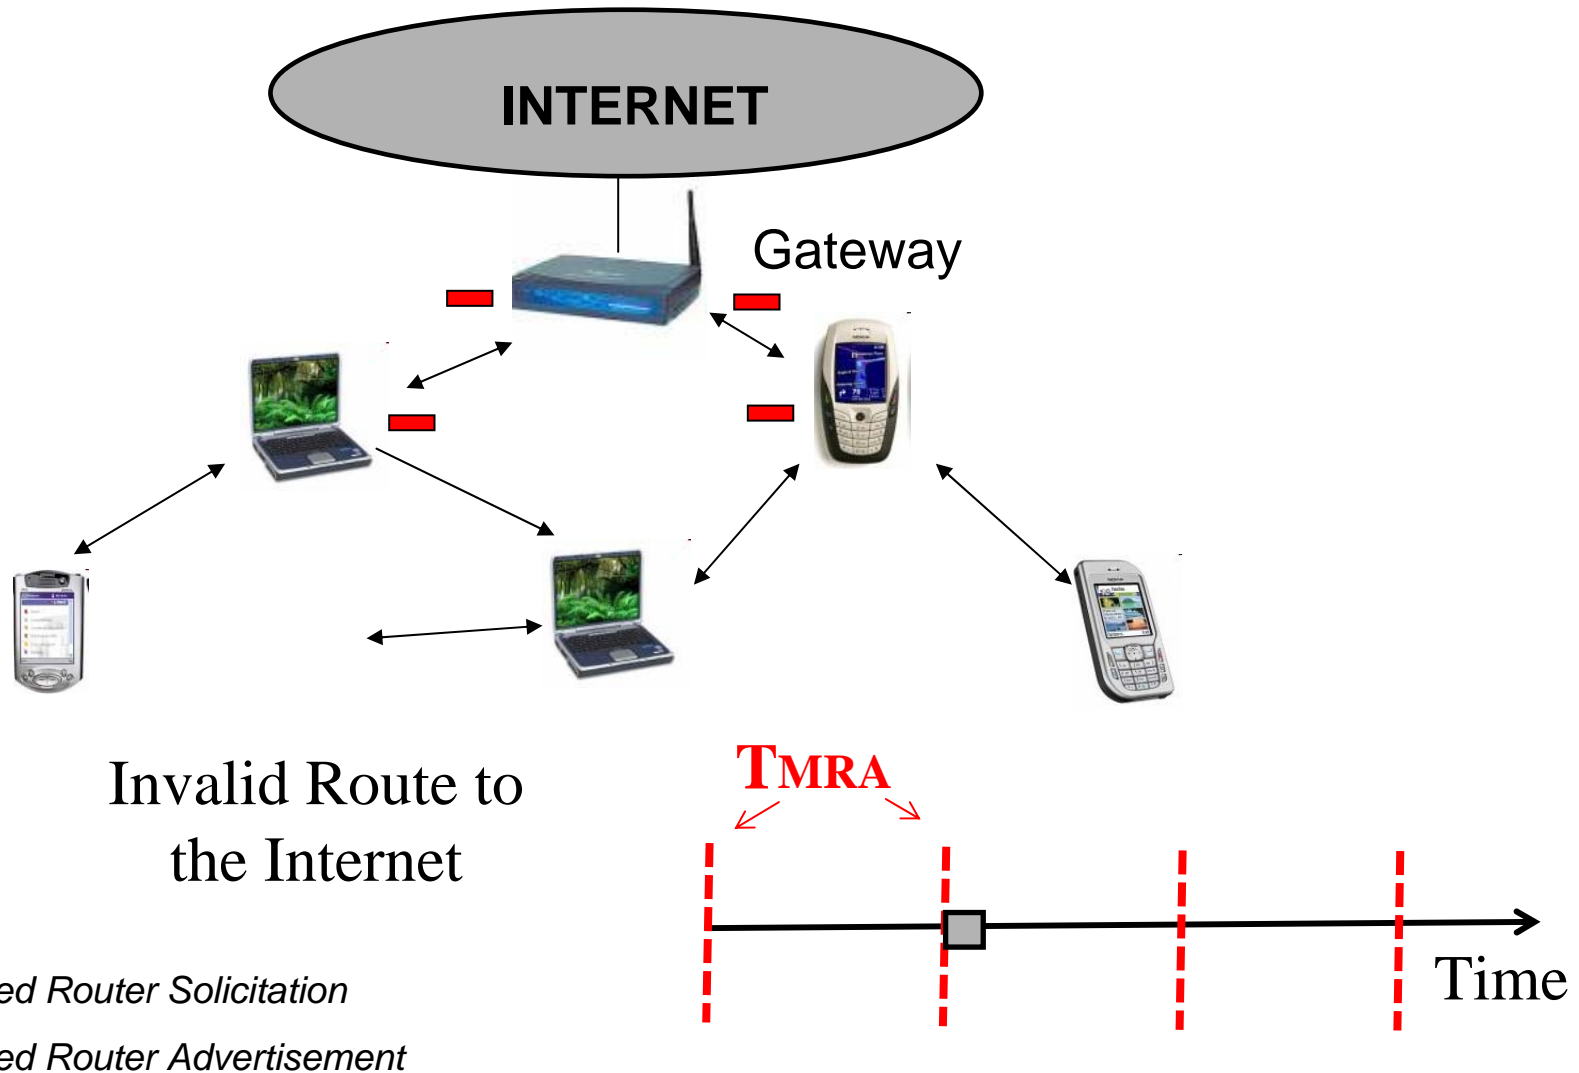 INTERNET
Gateway
Invalid Route to
the Internet
TMRA
Time
ed Router Solicitation
ed Router Advertisement